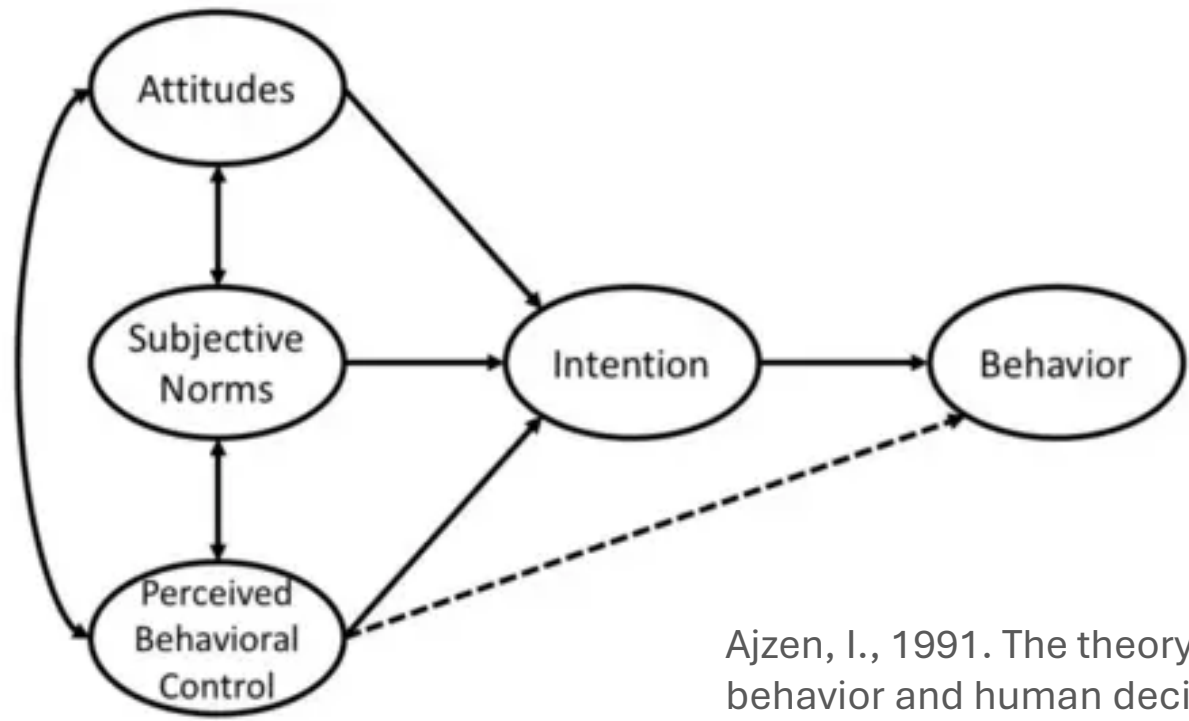 Attitudes
Subjective
Norms
Intention
Behavior
Perceived
Behavioral
Control
Ajzen, I., 1991. The theory
behavior and human deci